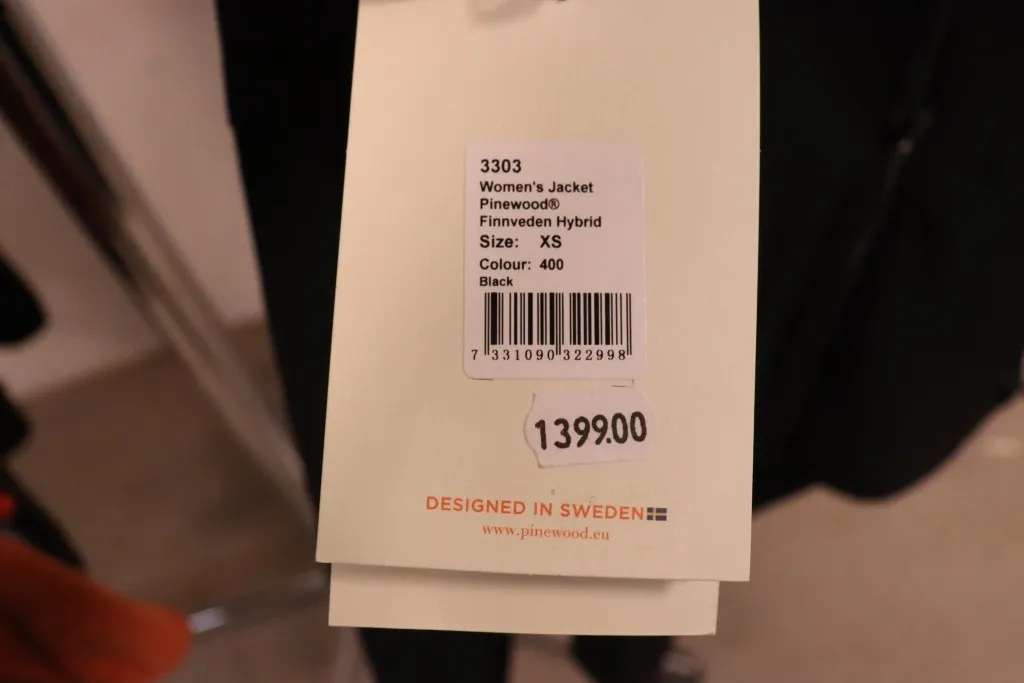 3303
Women's Jacket
Pinewood®
Finnveden Hybrid
Size: XS
Colour: 400
Black
7 331090 322998
1399.00
DESIGNED IN SWEDEN
www.pinewood.eu